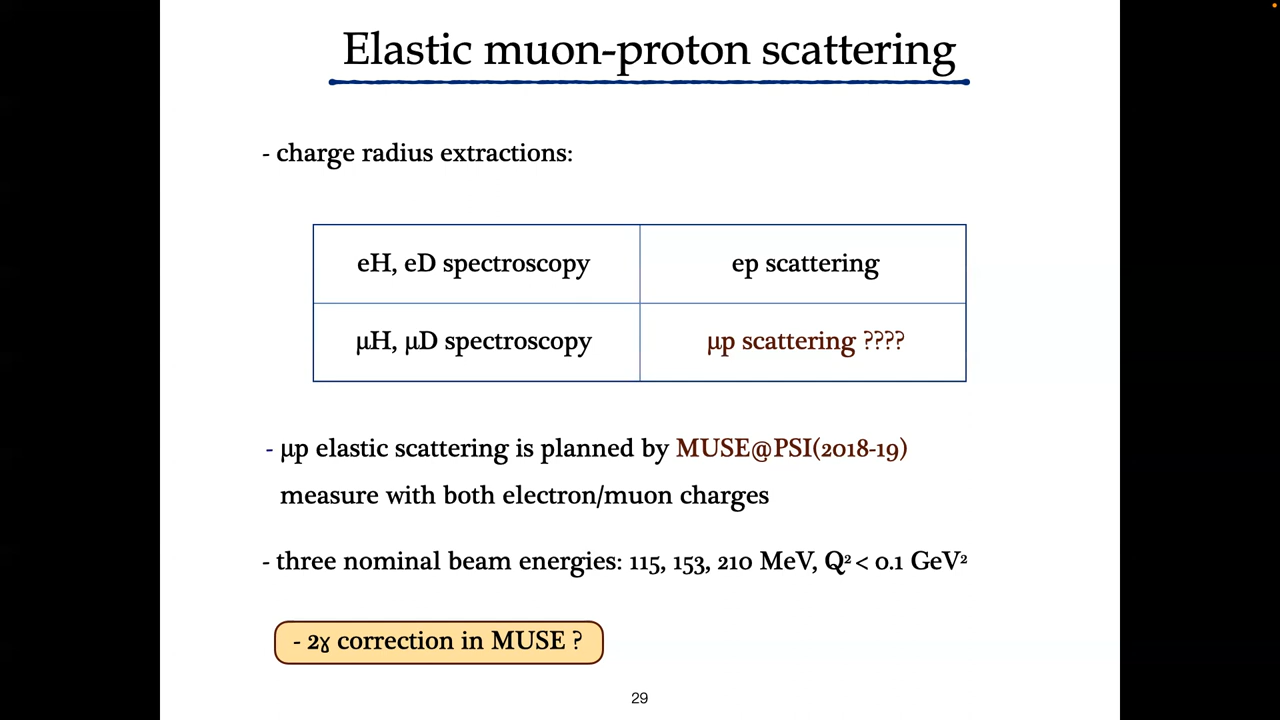 Elastic muon-proton scattering
- charge radius extractions:
eH, eD spectroscopy
ep scattering
μH, μD spectroscopy
μp scattering ????
- μp elastic scattering is planned by MUSE@PSI(2018-19)
measure with both electron/muon charges
- three nominal beam energies: 115, 153, 210 MeV, Q² < 0.1 GeV²
- 2ɣ correction in MUSE ?
29